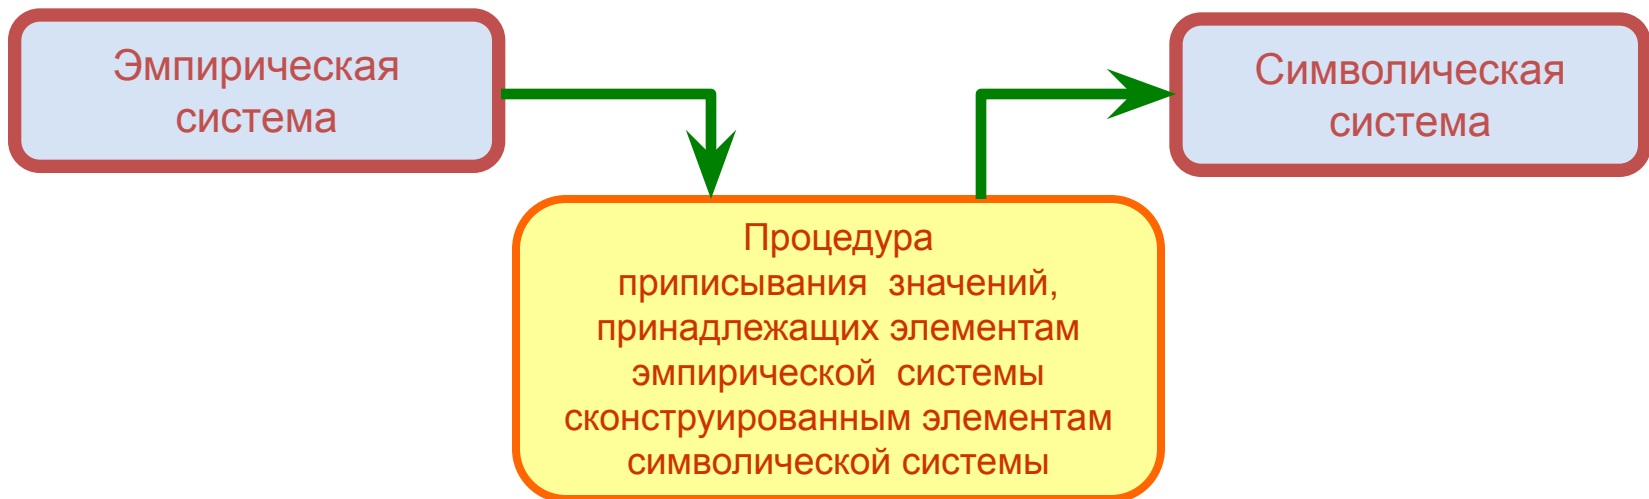 Эмпирическая
система
Символическая
система
Процедура
приписывания значений,
принадлежащих элементам
эмпирической системы
сконструированным элементам
символической системы